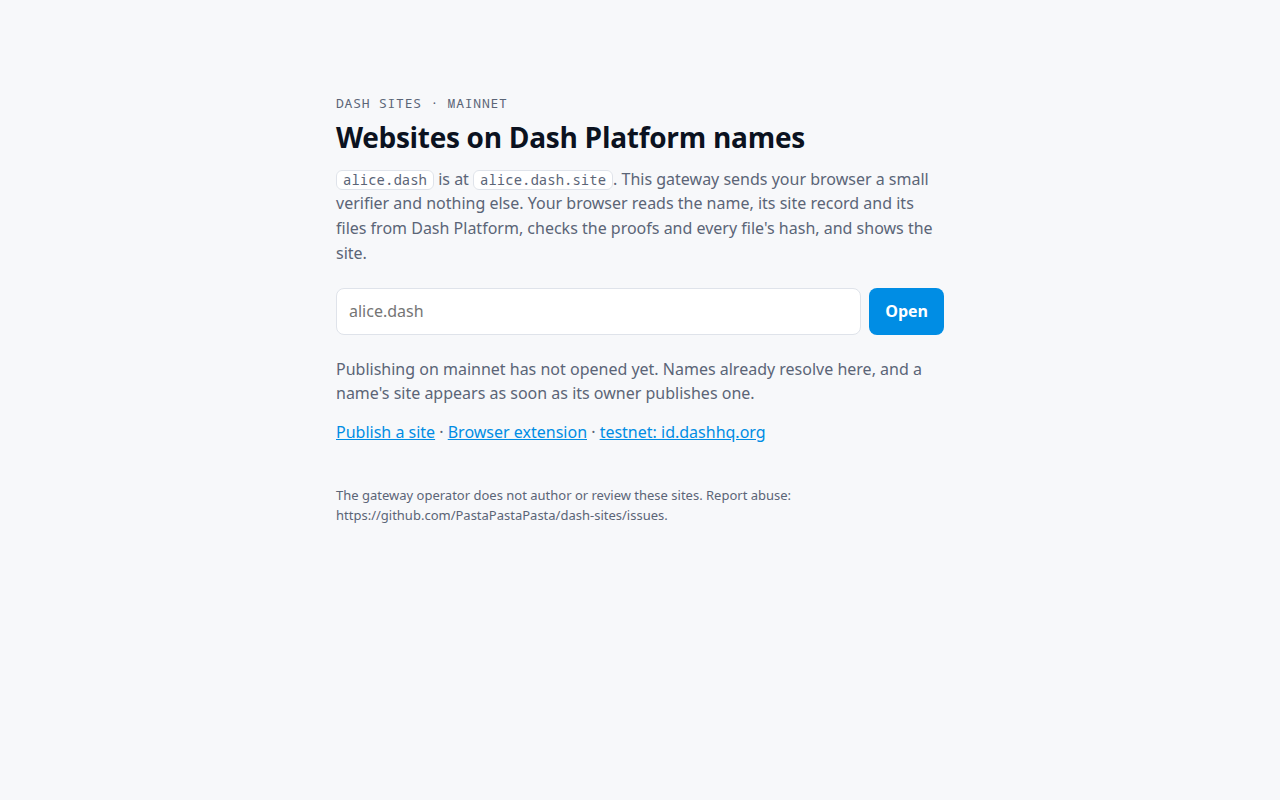 DASH SITES · MAINNET
Websites on Dash Platform names
alice.dash is at alice.dash.site. This gateway sends your browser a small
verifier and nothing else. Your browser reads the name, its site record and its
files from Dash Platform, checks the proofs and every file's hash, and shows the
site.
alice.dash
Open
Publishing on mainnet has not opened yet. Names already resolve here, and a
name's site appears as soon as its owner publishes one.
Publish a site · Browser extension · testnet: id.dashhq.org
The gateway operator does not author or review these sites. Report abuse:
https://github.com/PastaPastaPasta/dash-sites/issues.